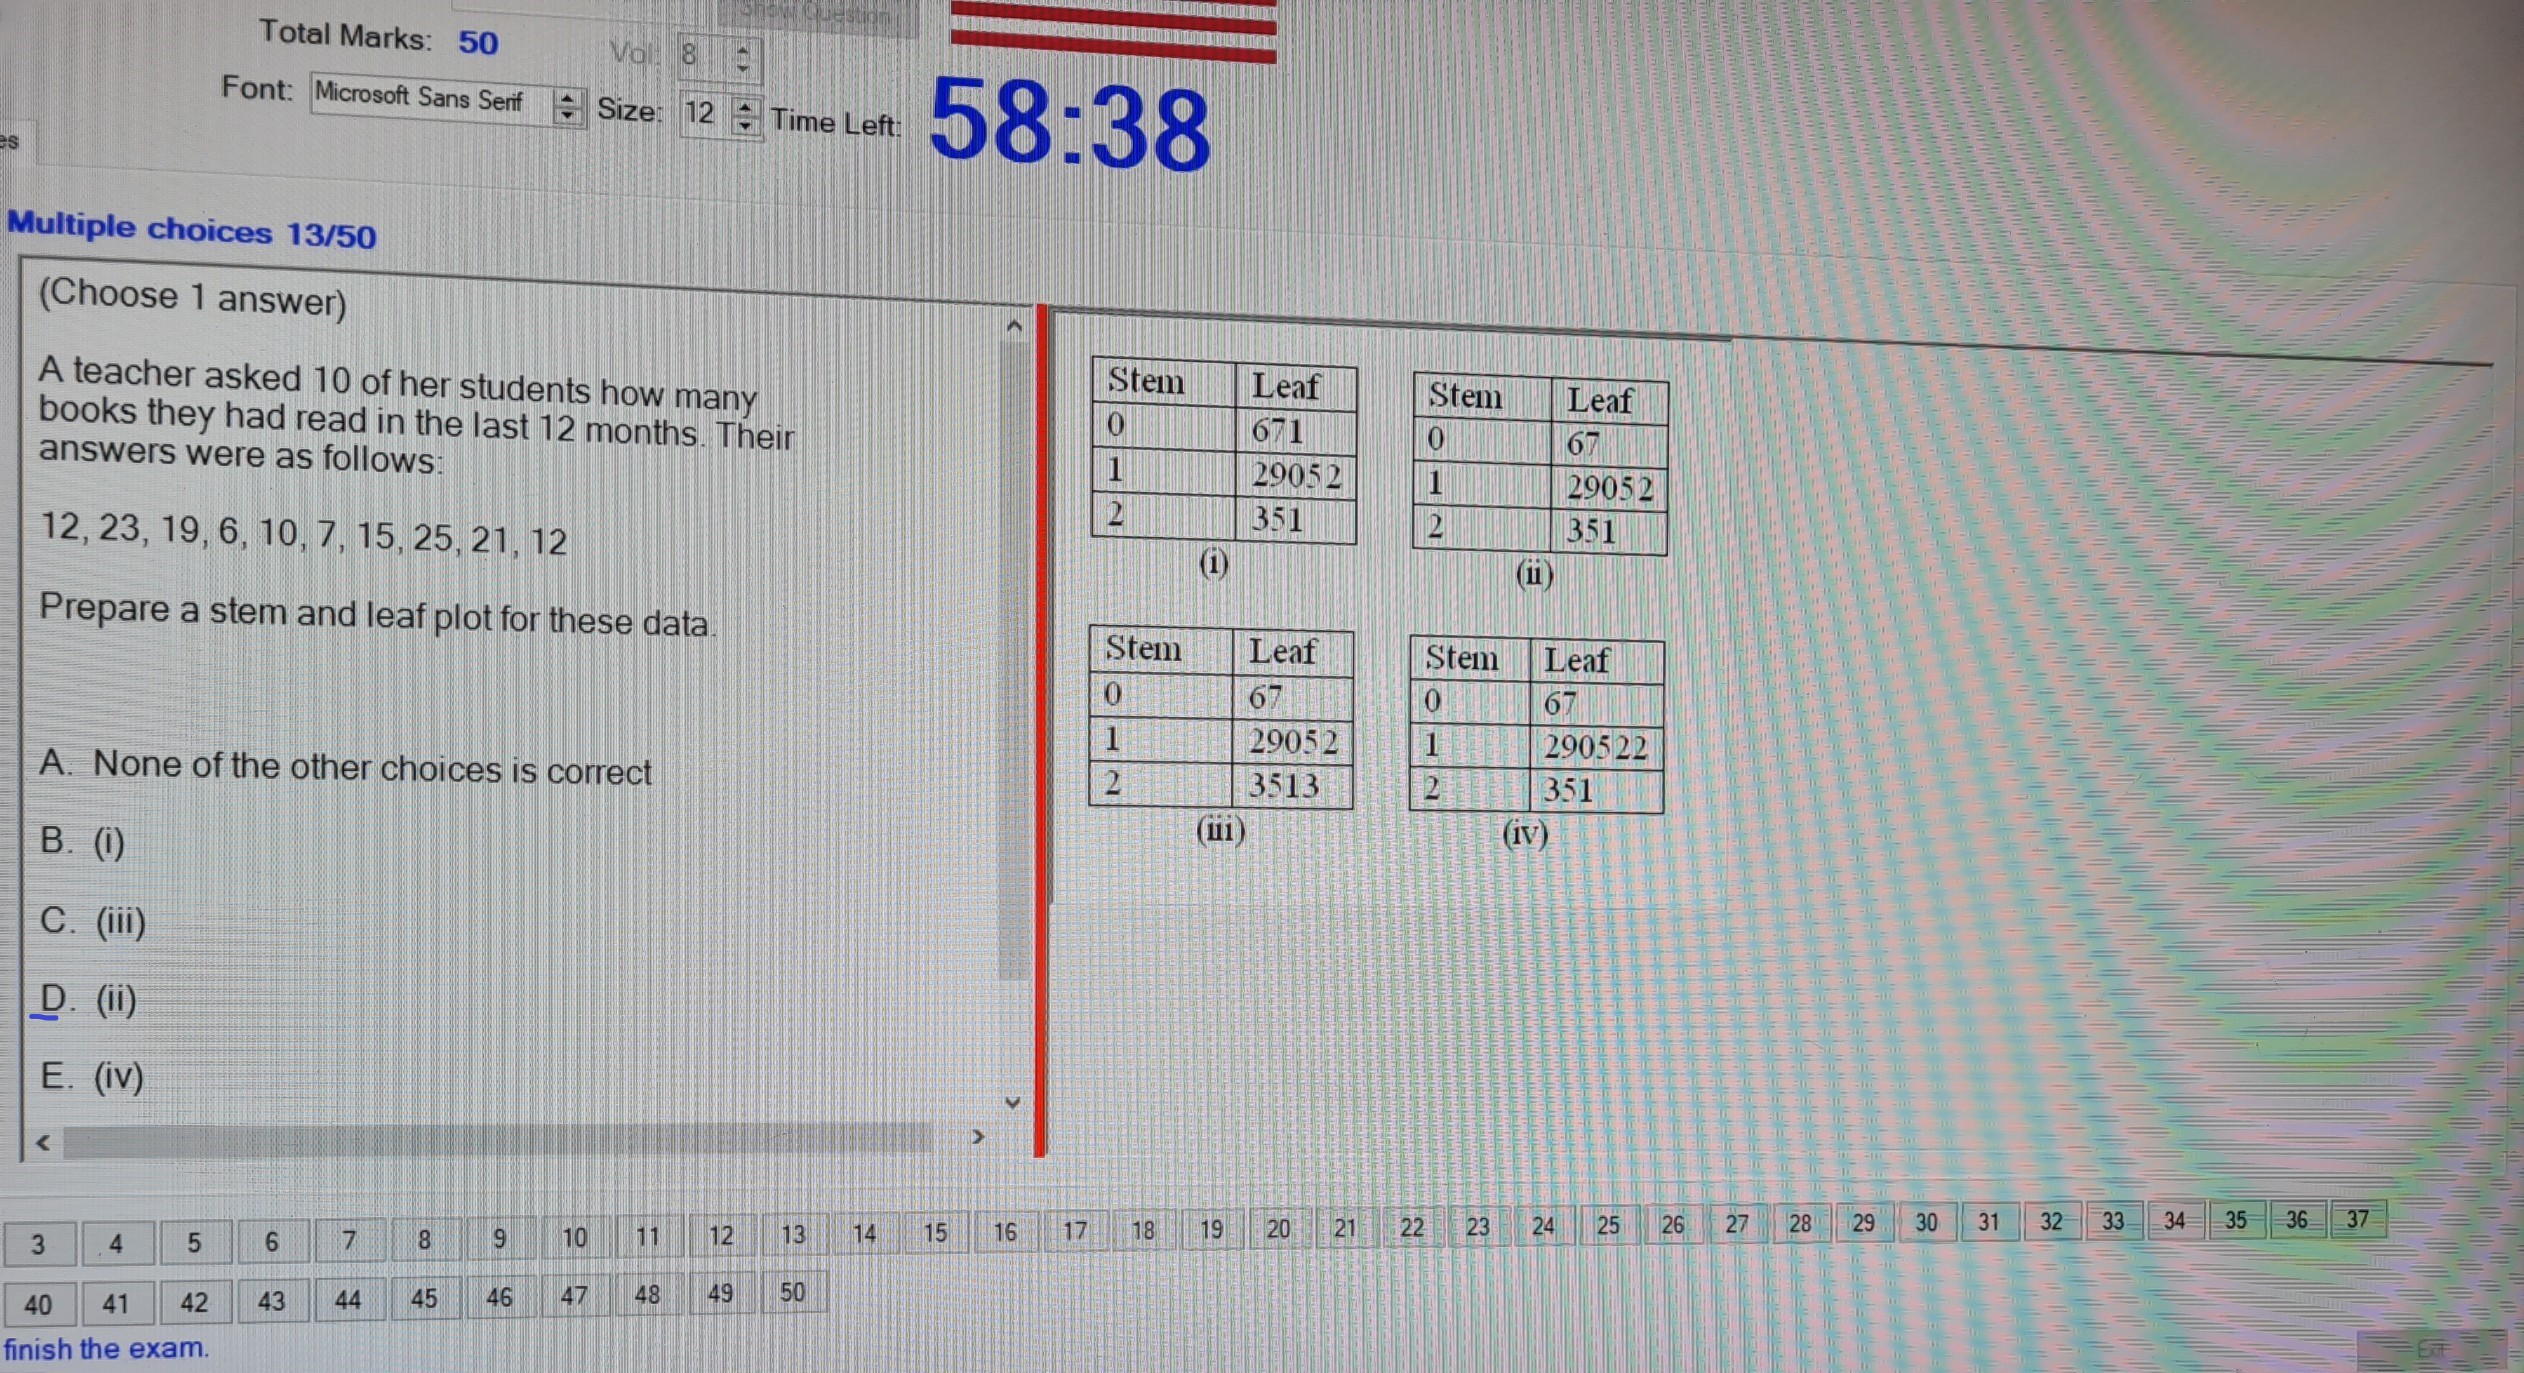 Show Question
Total Marks: 50
Vol: 8
Font: Microsoft Sans Serif Size: 12 Time Left: 58:38
es
Multiple choices 13/50
(Choose 1 answer)
A teacher asked 10 of her students how many
books they had read in the last 12 months. Their
answers were as follows:
12, 23, 19, 6, 10, 7, 15, 25, 21, 12
Prepare a stem and leaf plot for these data.
A. None of the other choices is correct
B. (i)
C. (iii)
D. (ii)
E. (iv)
Stem Leaf
0 671
1 29052
2 351
(i)
Stem Leaf
0 67
1 29052
2 351
(ii)
Stem Leaf
0 67
1 29052
2 3513
(iii)
Stem Leaf
0 67
1 290522
2 351
(iv)
3 4 5 6 7 8 9 10 11 12 13 14 15 16 17 18 19 20 21 22 23 24 25 26 27 28 29 30 31 32 33 34 35 36 37
40 41 42 43 44 45 46 47 48 49 50
finish the exam.
Exit